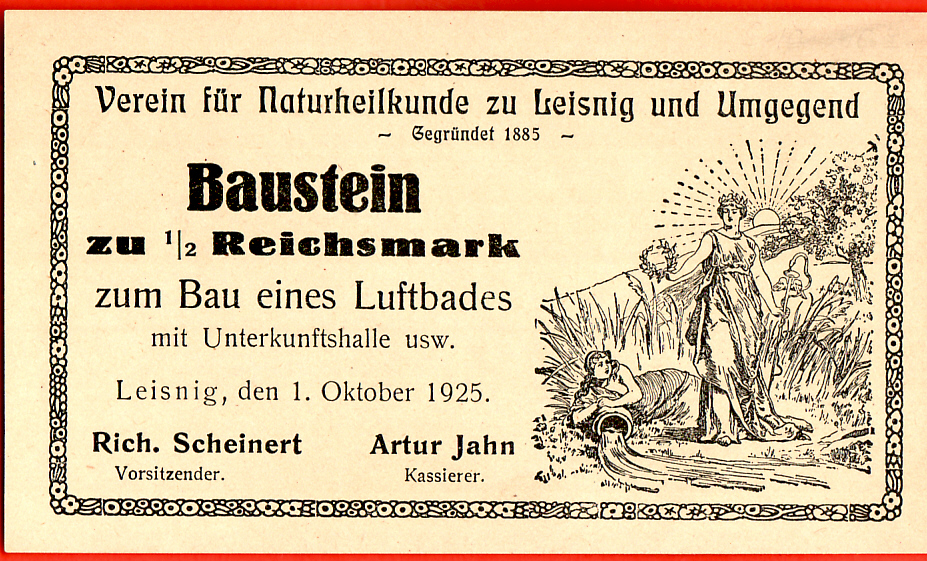 Verein für Naturheilkunde zu Leisnig und Umgegend
~ Gegründet 1885 ~
Baustein
zu 1/2 Reichsmark
zum Bau eines Luftbades
mit Unterkunftshalle usw.
Leisnig, den 1. Oktober 1925.
Rich. Scheinert Artur Jahn
Vorsitzender. Kassierer.